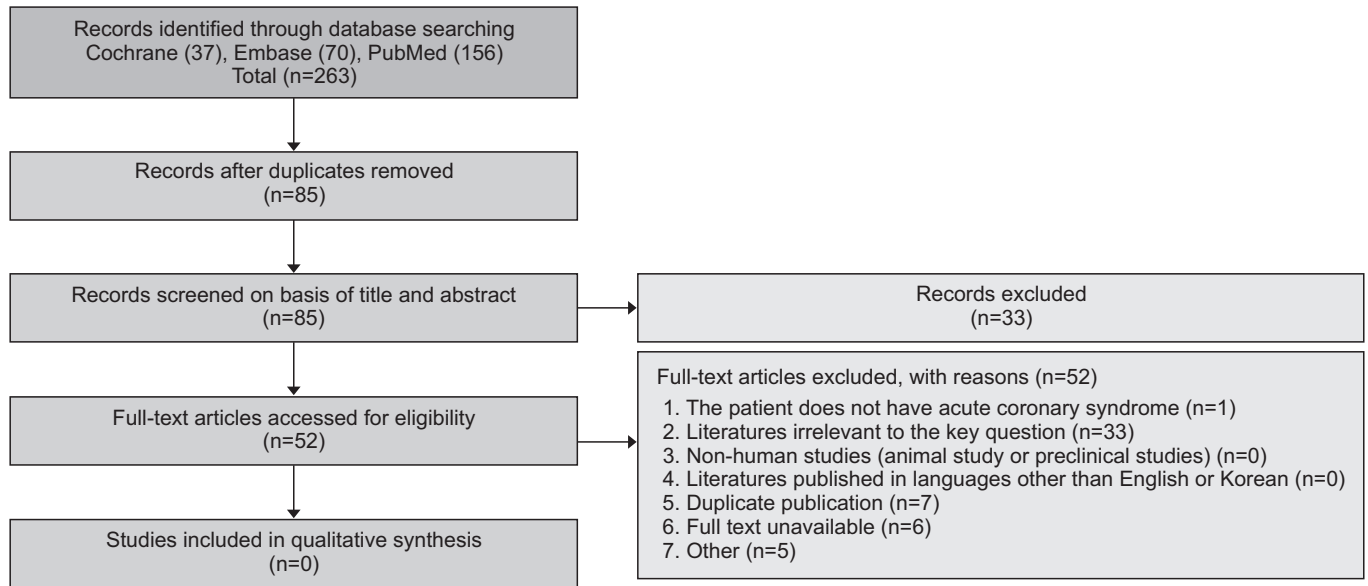 Records identified through database searching
Cochrane (37), Embase (70), PubMed (156)
Total (n=263)
Records after duplicates removed
(n=85)
Records screened on basis of title and abstract
(n=85)
Records excluded
(n=33)
Full-text articles accessed for eligibility
(n=52)
Full-text articles excluded, with reasons (n=52)
1. The patient does not have acute coronary syndrome (n=1)
2. Literatures irrelevant to the key question (n=33)
3. Non-human studies (animal study or preclinical studies) (n=0)
4. Literatures published in languages other than English or Korean (n=0)
5. Duplicate publication (n=7)
6. Full text unavailable (n=6)
7. Other (n=5)
Studies included in qualitative synthesis
(n=0)